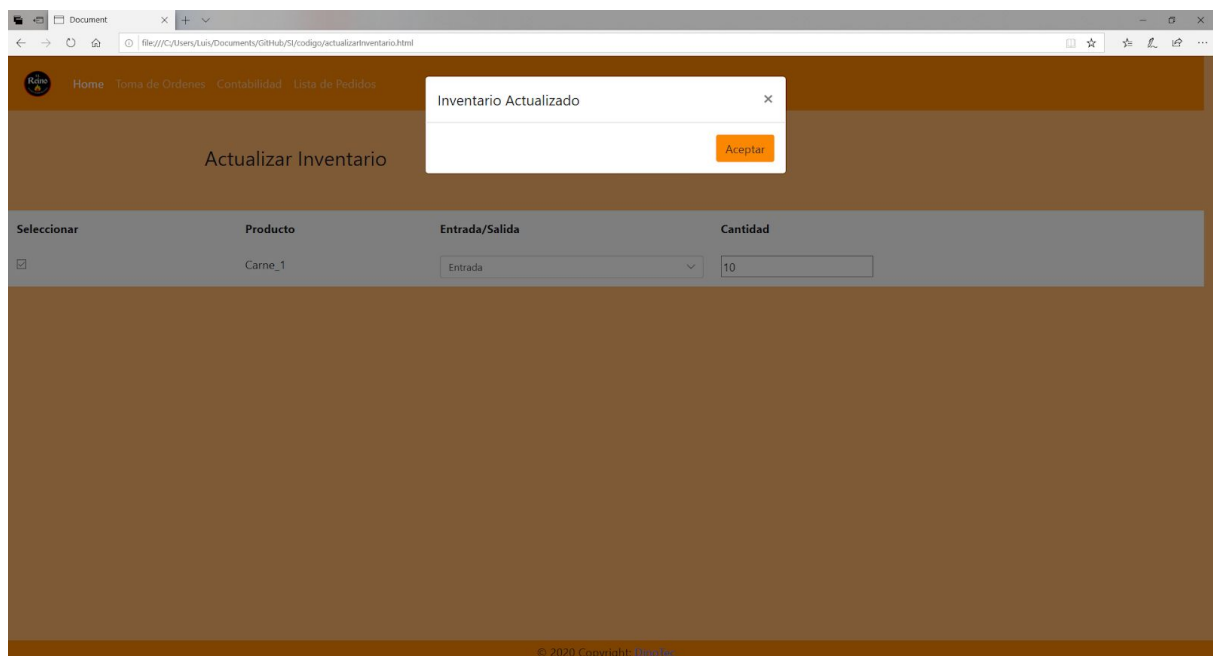 Document
file:///C:/Users/Luis/Documents/GitHub/SI/codigo/actualizarInventario.html
Reino
Home Toma de Ordenes Contabilidad Lista de Pedidos
Inventario Actualizado
Aceptar
Actualizar Inventario
Seleccionar Producto Entrada/Salida Cantidad
Carne_1 Entrada 10
© 2020 Copyright: